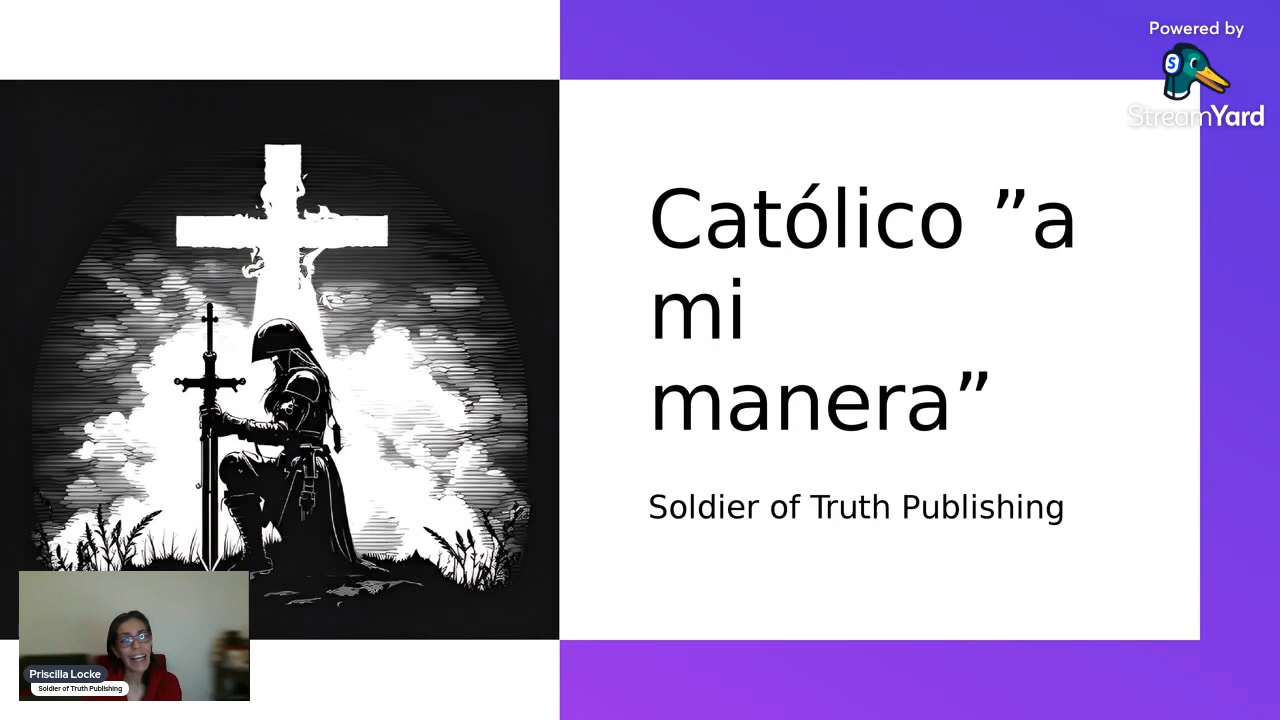 Powered by
StreamYard
Católico ”a
mi
manera”
Soldier of Truth Publishing
Priscilla Locke
Soldier of Truth Publishing